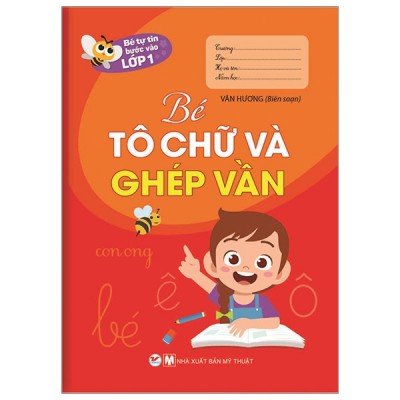 Bé tự tin
bước vào
LỚP 1
Trường:
Lớp:
Họ và tên:
Năm học:
VÂN HƯƠNG (Biên soạn)
Bé
TÔ CHỮ VÀ
GHÉP VẦN
con ong
bé
ê
ô
NHÀ XUẤT BẢN MỸ THUẬT